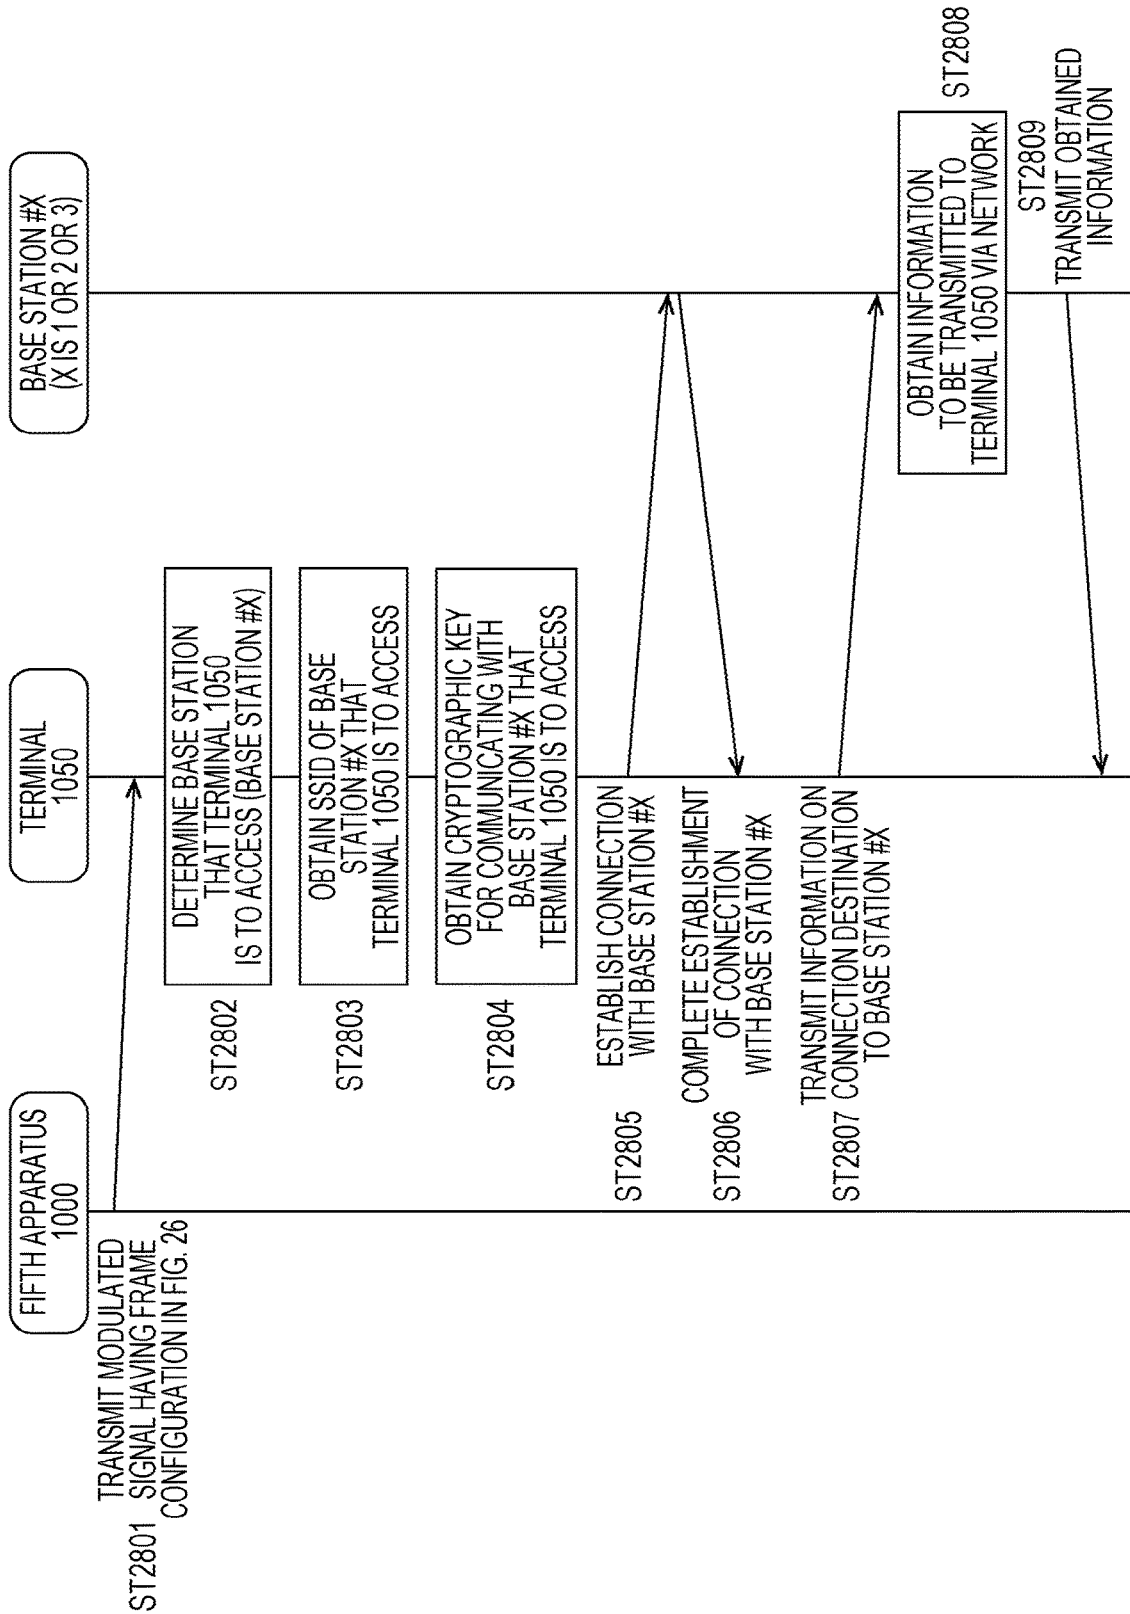 FIFTH APPARATUS
1000
TERMINAL
1050
BASE STATION #X
(X IS 1 OR 2 OR 3)
TRANSMIT MODULATED
ST2801 SIGNAL HAVING FRAME
CONFIGURATION IN FIG. 26
ST2802
DETERMINE BASE STATION
THAT TERMINAL 1050
IS TO ACCESS (BASE STATION #X)
ST2803
OBTAIN SSID OF BASE
STATION #X THAT
TERMINAL 1050 IS TO ACCESS
ST2804
OBTAIN CRYPTOGRAPHIC KEY
FOR COMMUNICATING WITH
BASE STATION #X THAT
TERMINAL 1050 IS TO ACCESS
ST2805
ESTABLISH CONNECTION
WITH BASE STATION #X
ST2806
COMPLETE ESTABLISHMENT
OF CONNECTION
WITH BASE STATION #X
TRANSMIT INFORMATION ON
ST2807 CONNECTION DESTINATION
TO BASE STATION #X
OBTAIN INFORMATION
TO BE TRANSMITTED TO
TERMINAL 1050 VIA NETWORK
ST2808
ST2809
TRANSMIT OBTAINED
INFORMATION